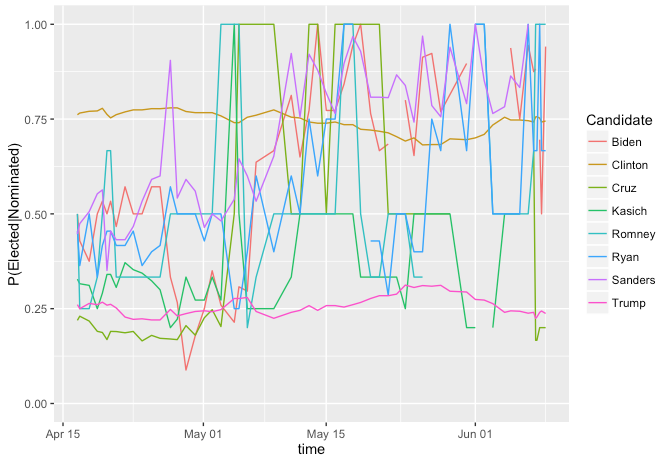 1.00
0.75
0.50
0.25
0.00
P(Elected|Nominated)
Apr 15
May 01
May 15
Jun 01
time
Candidate
Biden
Clinton
Cruz
Kasich
Romney
Ryan
Sanders
Trump